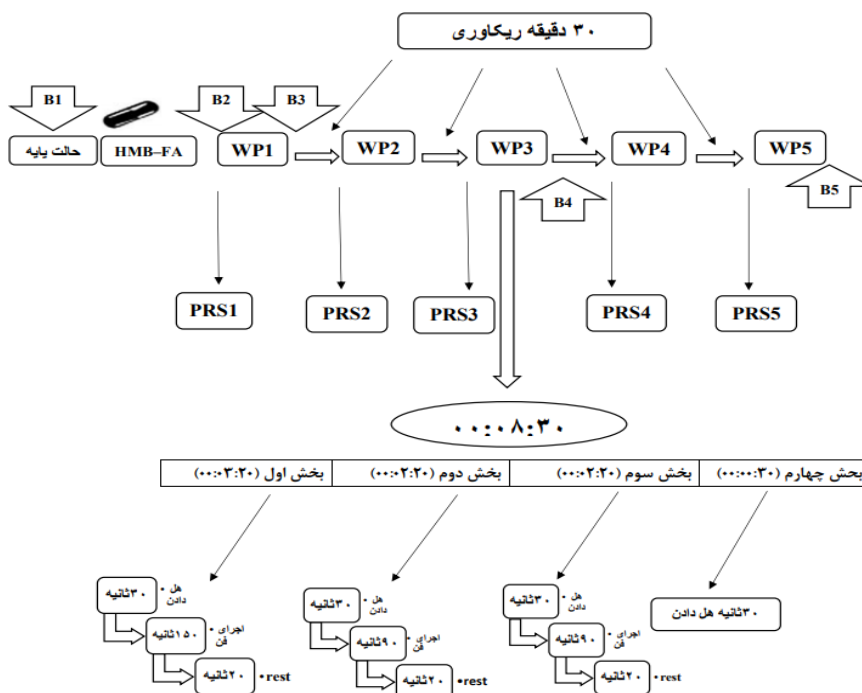 ۳۰ دقیقه ریکاوری
B1
B2
B3
حالت پایه
HMB–FA
WP1
WP2
WP3
WP4
WP5
B4
B5
PRS1
PRS2
PRS3
PRS4
PRS5
۰۰:۰۸:۳۰
بخش اول (۰۰:۰۳:۲۰)
بخش دوم (۰۰:۰۲:۲۰)
بخش سوم (۰۰:۰۲:۲۰)
بحش چهارم (۰۰:۰۰:۳۰)
۳۰ثانیه
• هل
دادن
۱۵۰ثانیه
• اجرای
فن
۲۰ثانیه
•rest
۳۰ثانیه
• هل
دادن
۹۰ثانیه
• اجرای
فن
۲۰ثانیه
•rest
۳۰ثانیه
• هل
دادن
۹۰ثانیه
• اجرای
فن
۲۰ثانیه
•rest
۳۰ثانیه هل دادن